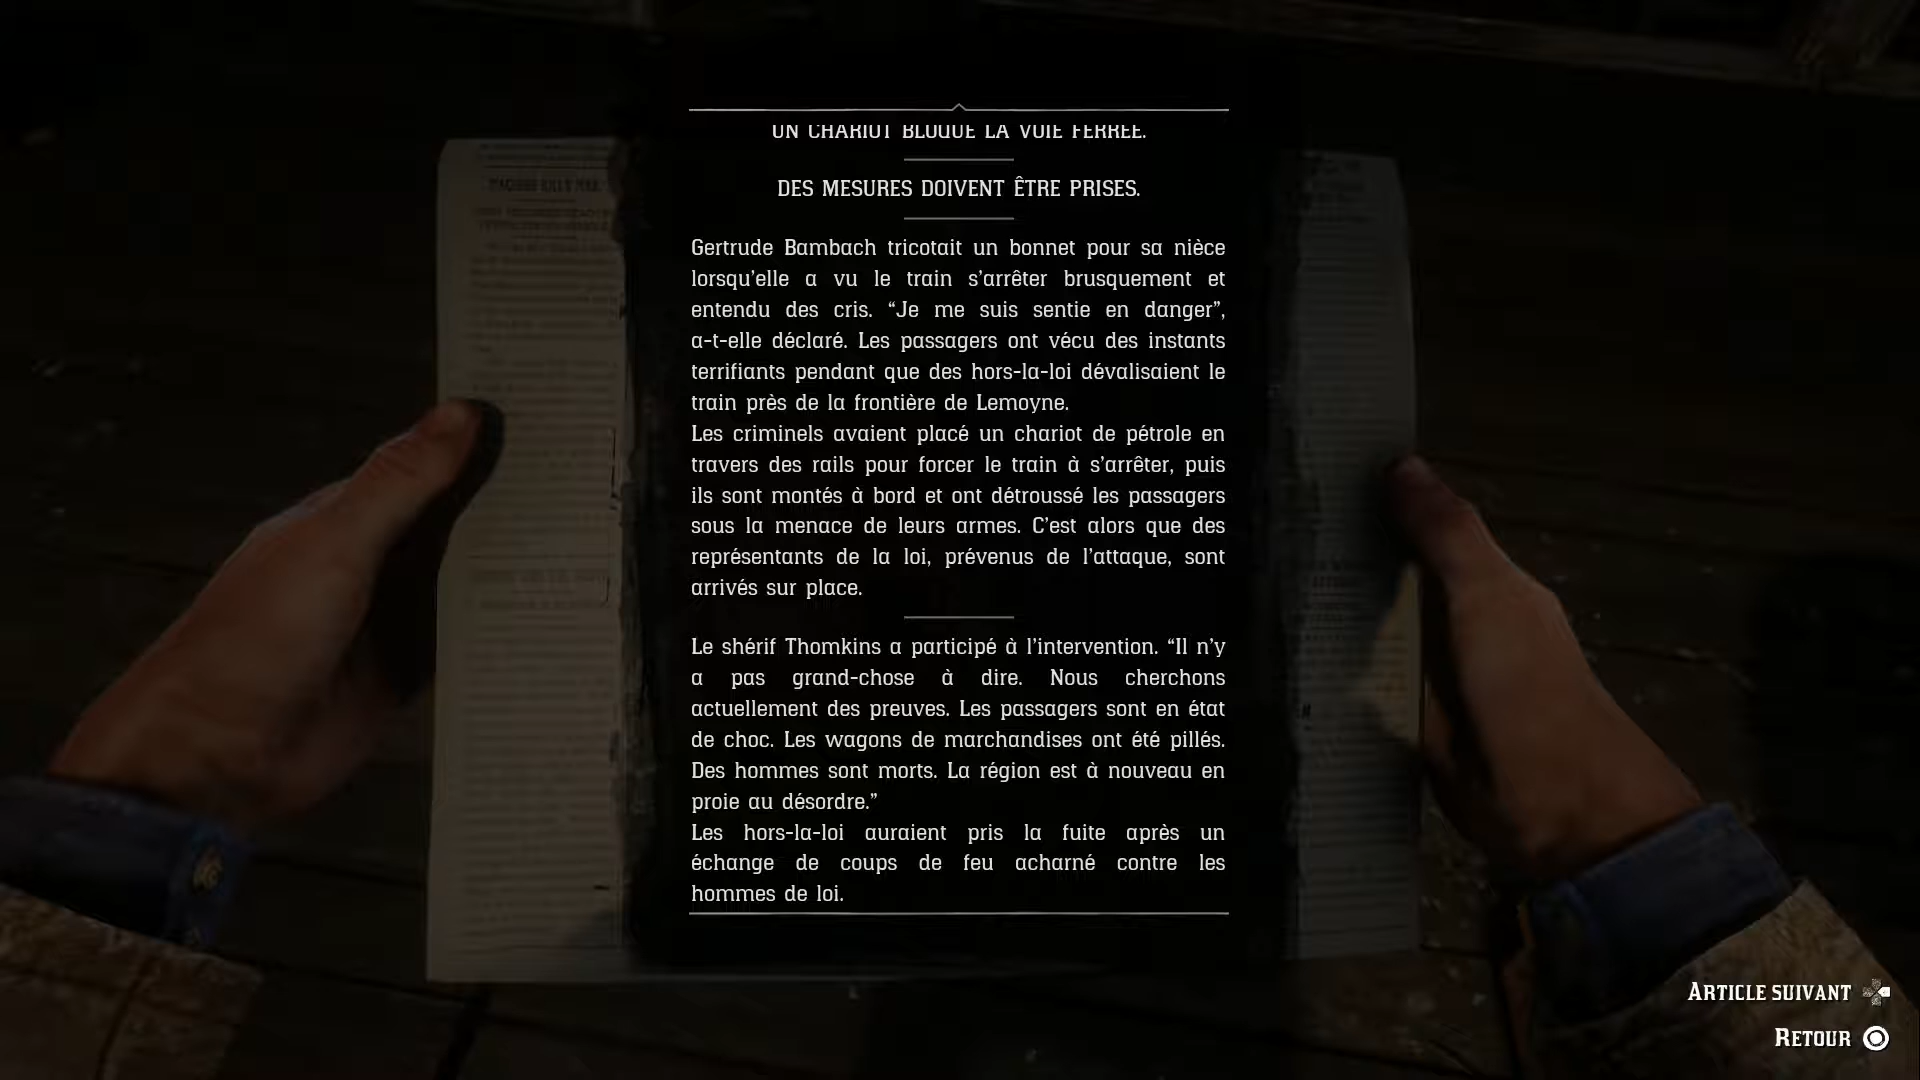 UN CHARIOT BLOQUE LA VOIE FERRÉE.
DES MESURES DOIVENT ÊTRE PRISES.
Gertrude Bambach tricotait un bonnet pour sa nièce
lorsqu’elle a vu le train s’arrêter brusquement et
entendu des cris. “Je me suis sentie en danger”,
a-t-elle déclaré. Les passagers ont vécu des instants
terrifiants pendant que des hors-la-loi dévalisaient le
train près de la frontière de Lemoyne.
Les criminels avaient placé un chariot de pétrole en
travers des rails pour forcer le train à s’arrêter, puis
ils sont montés à bord et ont détroussé les passagers
sous la menace de leurs armes. C’est alors que des
représentants de la loi, prévenus de l’attaque, sont
arrivés sur place.
Le shérif Thomkins a participé à l’intervention. “Il n’y
a pas grand-chose à dire. Nous cherchons
actuellement des preuves. Les passagers sont en état
de choc. Les wagons de marchandises ont été pillés.
Des hommes sont morts. La région est à nouveau en
proie au désordre.”
Les hors-la-loi auraient pris la fuite après un
échange de coups de feu acharné contre les
hommes de loi.
ARTICLE SUIVANT
RETOUR